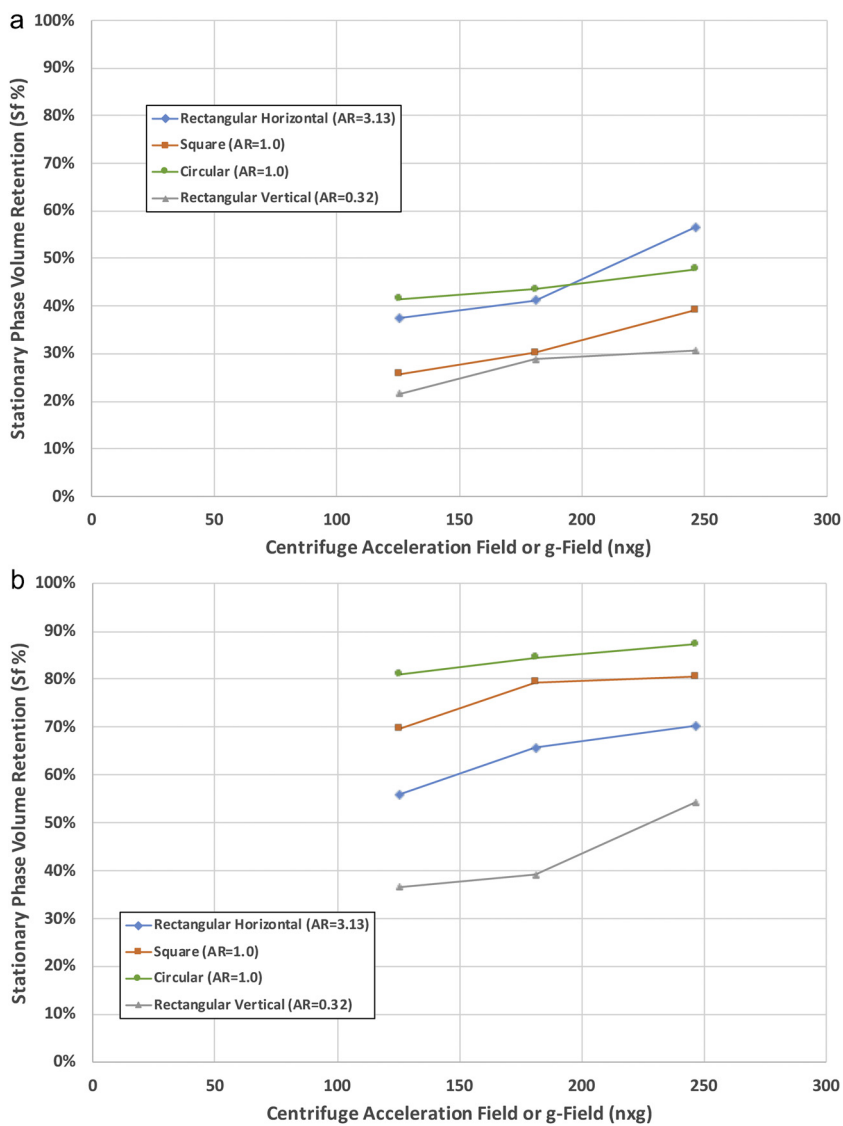 a
100%
90%
80%
70%
60%
50%
40%
30%
20%
10%
0%
Stationary Phase Volume Retention (Sf %)
Rectangular Horizontal (AR=3.13)
Square (AR=1.0)
Circular (AR=1.0)
Rectangular Vertical (AR=0.32)
0 50 100 150 200 250 300
Centrifuge Acceleration Field or g-Field (nxg)
b
100%
90%
80%
70%
60%
50%
40%
30%
20%
10%
0%
Stationary Phase Volume Retention (Sf %)
Rectangular Horizontal (AR=3.13)
Square (AR=1.0)
Circular (AR=1.0)
Rectangular Vertical (AR=0.32)
0 50 100 150 200 250 300
Centrifuge Acceleration Field or g-Field (nxg)